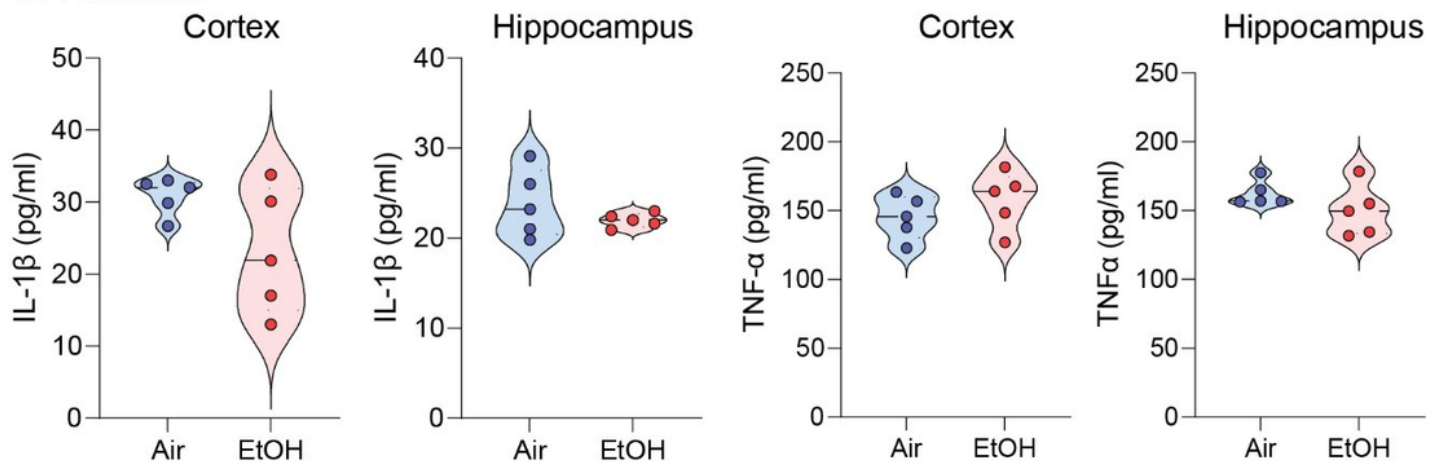 Cortex
IL-1β (pg/ml)
50
40
30
20
10
0
Air EtOH
Hippocampus
IL-1β (pg/ml)
40
30
20
10
0
Air EtOH
Cortex
TNF-α (pg/ml)
250
200
150
100
50
0
Air EtOH
Hippocampus
TNFα (pg/ml)
250
200
150
100
50
0
Air EtOH